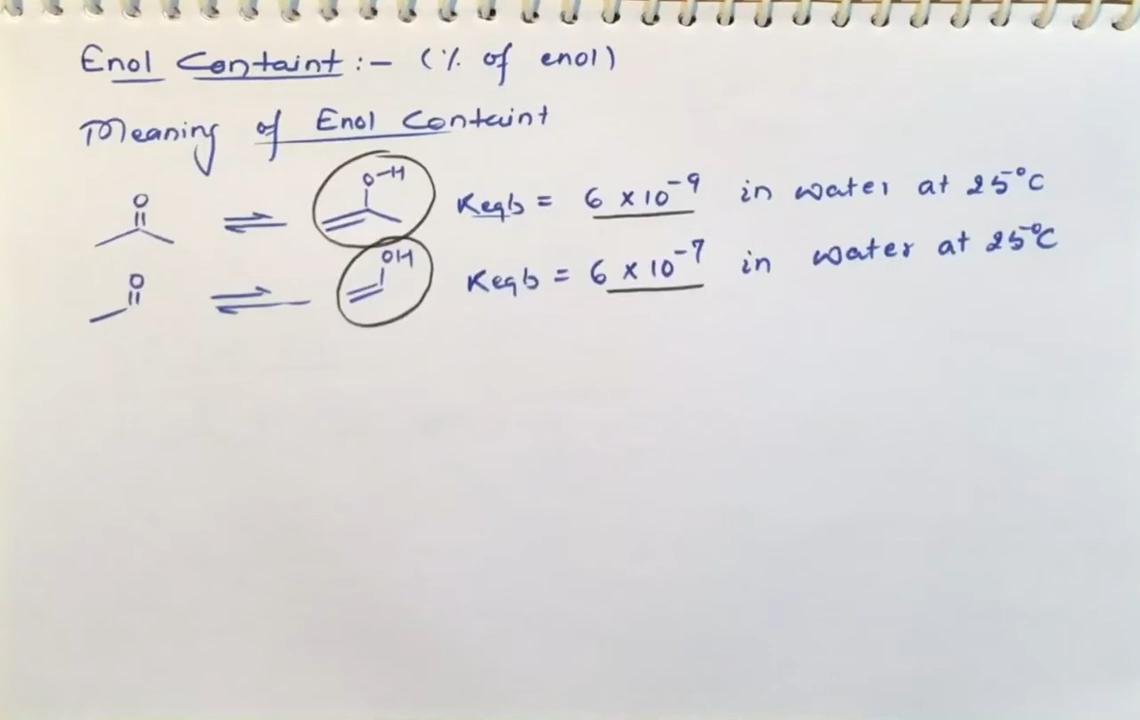 Enol Containt :- (% of enol)
Meaning of Enol Containt
O ⇌ O-H Keqb = 6 × 10⁻⁹ in water at 25°C
O ⇌ OH Keqb = 6 × 10⁻⁷ in water at 25°C